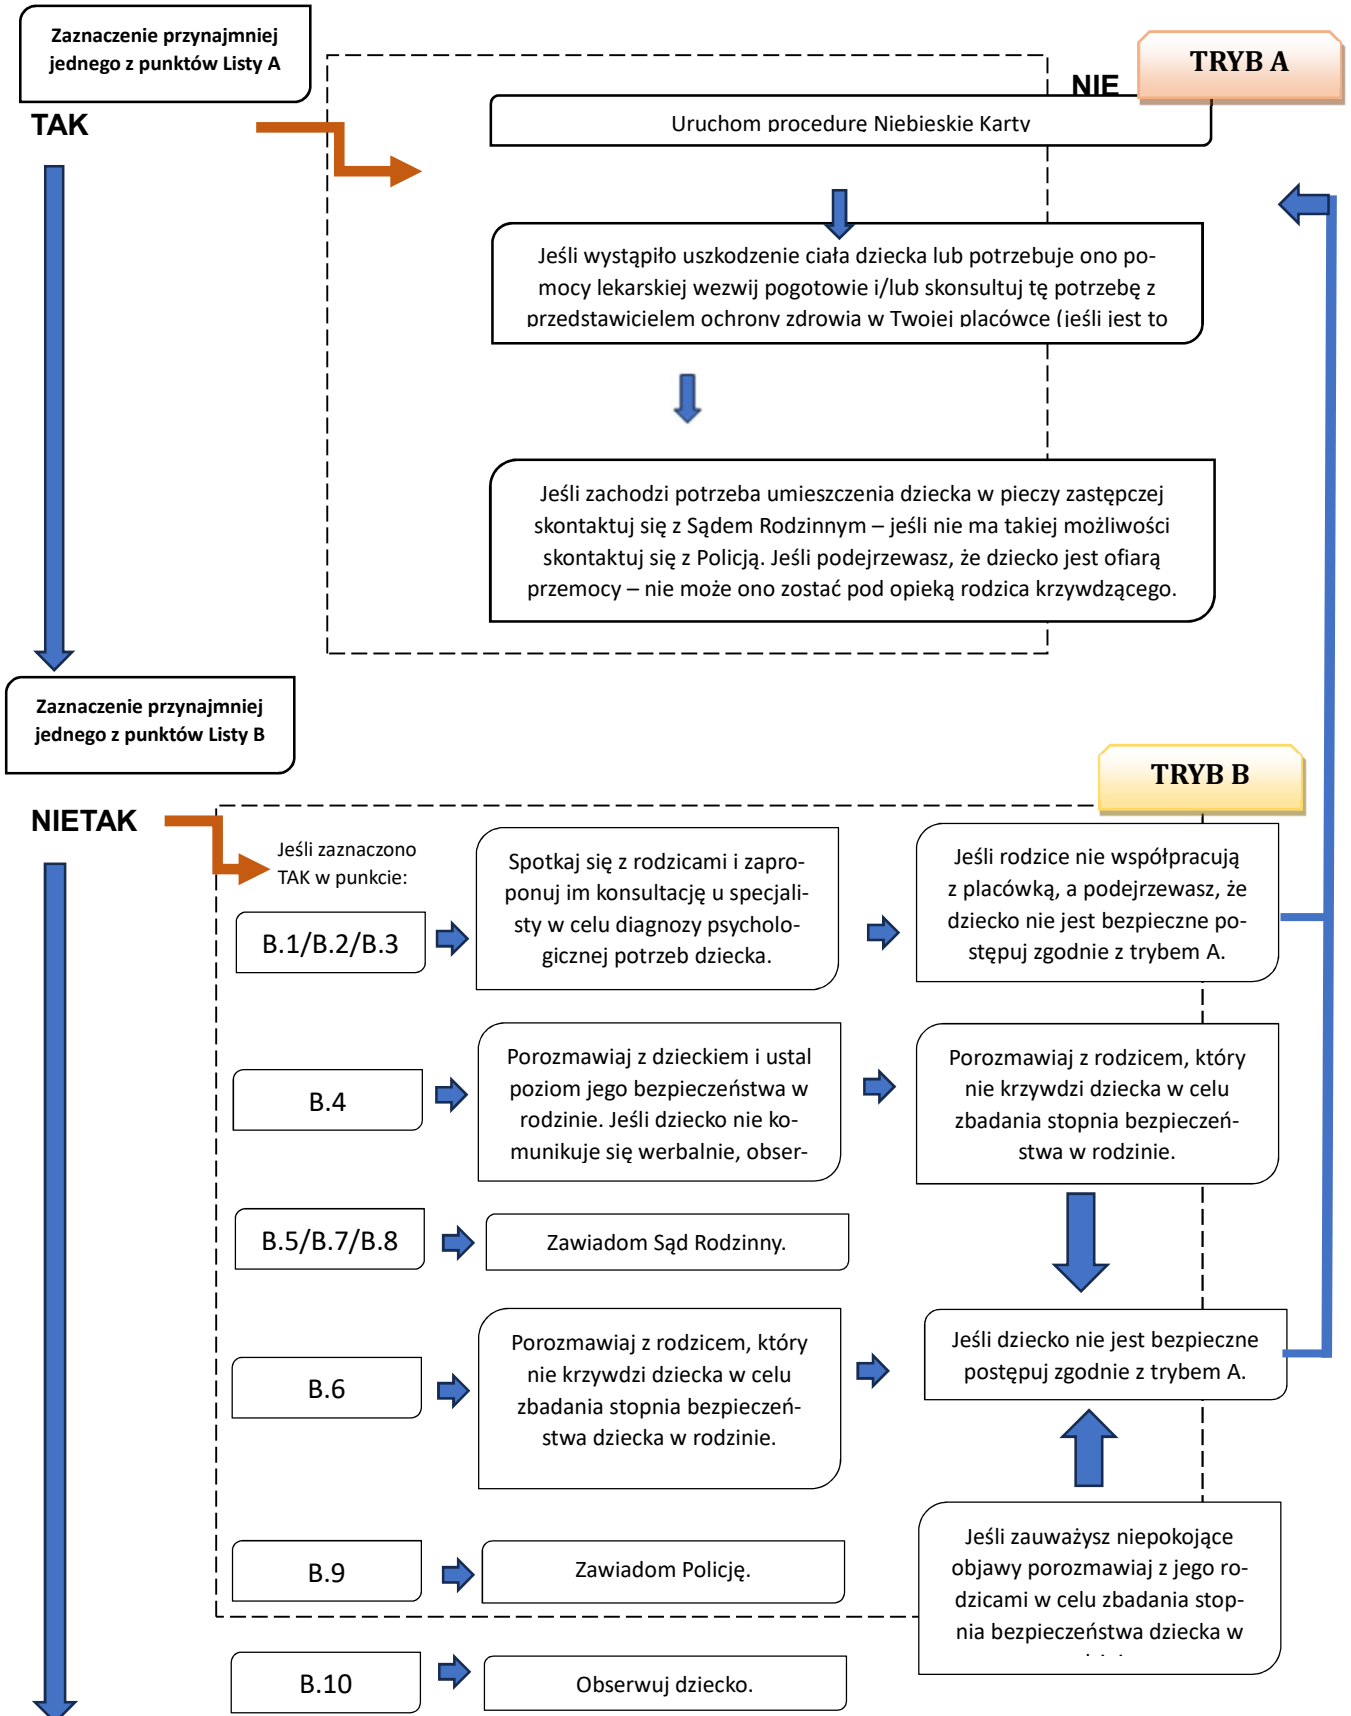 Zaznaczenie przynajmniej
jednego z punktów Listy A
TRYB A
NIE
TAK
Uruchom procedurę Niebieskie Karty
Jeśli wystąpiło uszkodzenie ciała dziecka lub potrzebuje ono po-
mocy lekarskiej wezwij pogotowie i/lub skonsultuj tę potrzebę z
przedstawicielem ochrony zdrowia w Twojej placówce (jeśli jest to
Jeśli zachodzi potrzeba umieszczenia dziecka w pieczy zastępczej
skontaktuj się z Sądem Rodzinnym – jeśli nie ma takiej możliwości
skontaktuj się z Policją. Jeśli podejrzewasz, że dziecko jest ofiarą
przemocy – nie może ono zostać pod opieką rodzica krzywdzącego.
Zaznaczenie przynajmniej
jednego z punktów Listy B
TRYB B
NIETAK
Jeśli zaznaczono
TAK w punkcie:
B.1/B.2/B.3
Spotkaj się z rodzicami i zapro-
ponuj im konsultację u specjali-
sty w celu diagnozy psycholo-
gicznej potrzeb dziecka.
Jeśli rodzice nie współpracują
z placówką, a podejrzewasz, że
dziecko nie jest bezpieczne po-
stępuj zgodnie z trybem A.
B.4
Porozmawiaj z dzieckiem i ustal
poziom jego bezpieczeństwa w
rodzinie. Jeśli dziecko nie ko-
munikuje się werbalnie, obser-
Porozmawiaj z rodzicem, który
nie krzywdzi dziecka w celu
zbadania stopnia bezpieczeń-
stwa w rodzinie.
B.5/B.7/B.8
Zawiadom Sąd Rodzinny.
B.6
Porozmawiaj z rodzicem, który
nie krzywdzi dziecka w celu
zbadania stopnia bezpieczeń-
stwa dziecka w rodzinie.
Jeśli dziecko nie jest bezpieczne
postępuj zgodnie z trybem A.
B.9
Zawiadom Policję.
Jeśli zauważysz niepokojące
objawy porozmawiaj z jego ro-
dzicami w celu zbadania stop-
nia bezpieczeństwa dziecka w
B.10
Obserwuj dziecko.